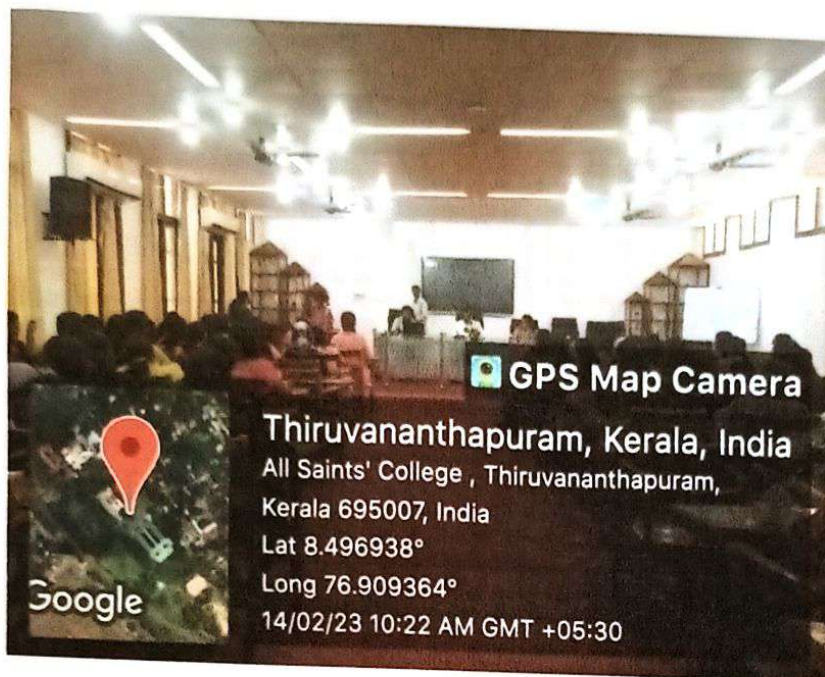 GPS Map Camera
Thiruvananthapuram, Kerala, India
All Saints' College , Thiruvananthapuram,
Kerala 695007, India
Lat 8.496938°
Long 76.909364°
14/02/23 10:22 AM GMT +05:30
Google